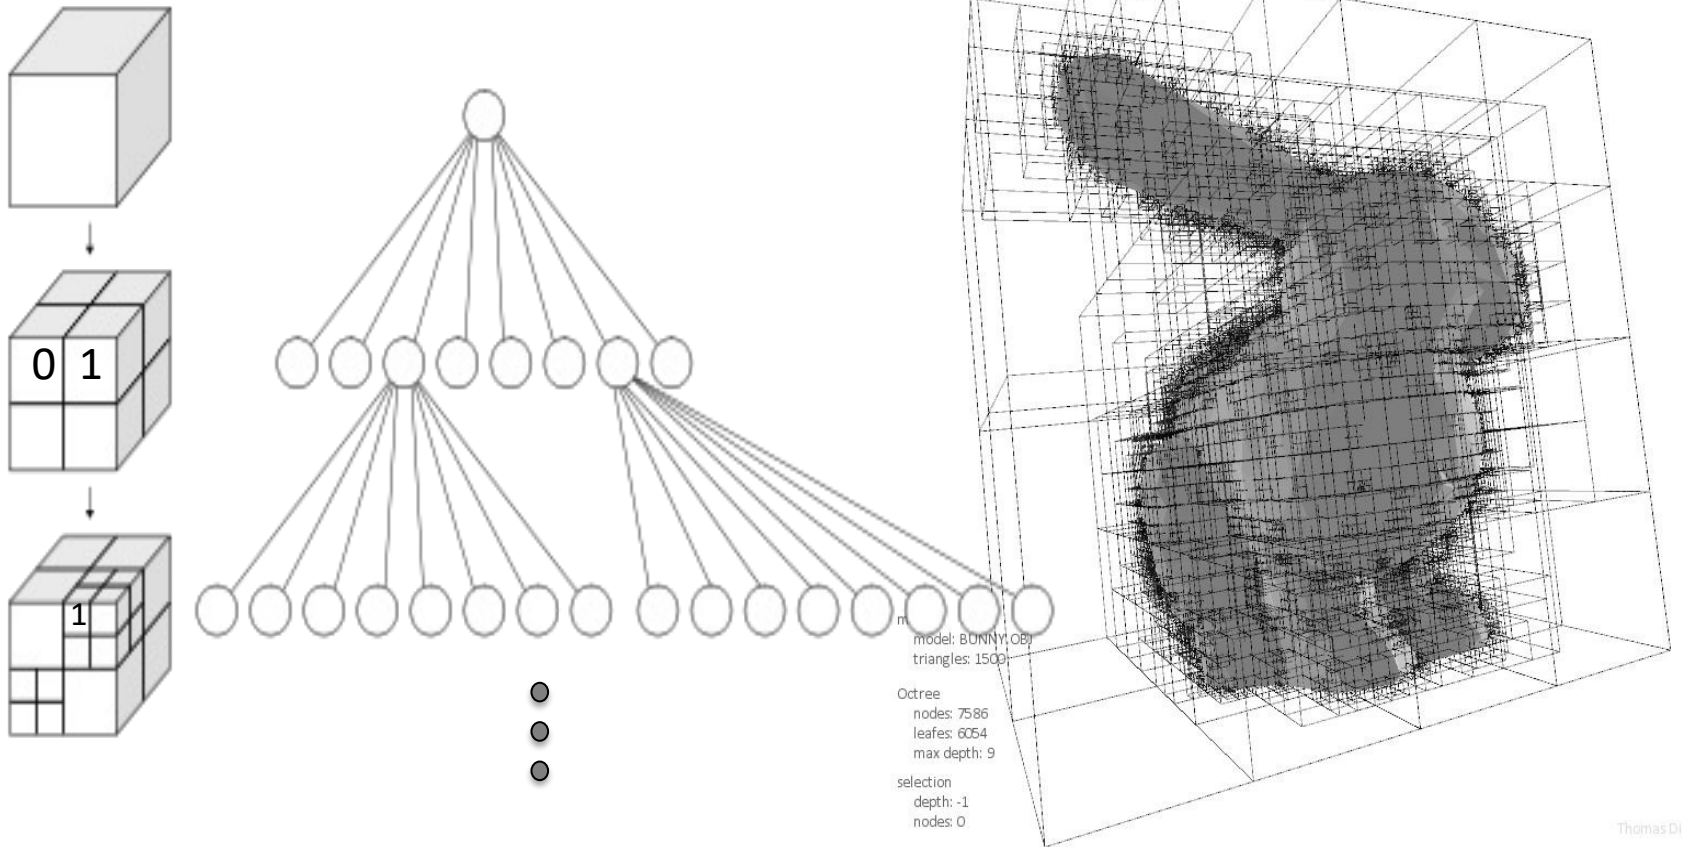 0 1
1
model: BUNNY.OBJ
triangles: 1500
Octree
nodes: 7586
leafes: 6054
max depth: 9
selection
depth: -1
nodes: 0
Thomas Di